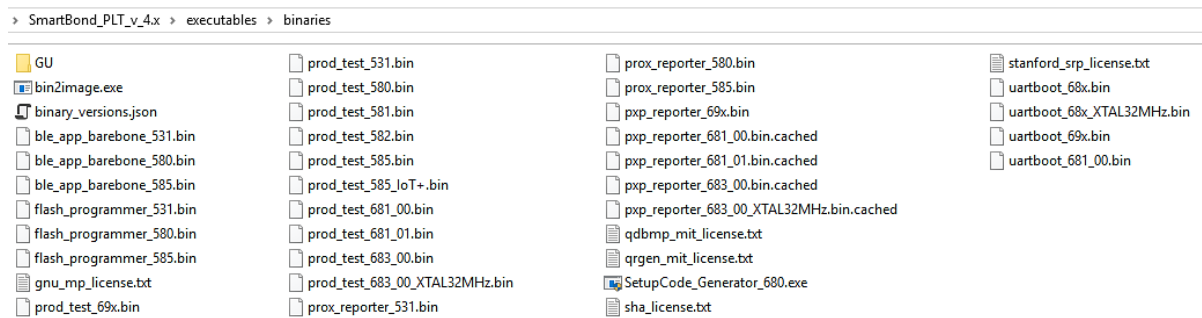 > SmartBond_PLT_v_4.x > executables > binaries
GU
bin2image.exe
binary_versions.json
ble_app_barebone_531.bin
ble_app_barebone_580.bin
ble_app_barebone_585.bin
flash_programmer_531.bin
flash_programmer_580.bin
flash_programmer_585.bin
gnu_mp_license.txt
prod_test_69x.bin
prod_test_531.bin
prod_test_580.bin
prod_test_581.bin
prod_test_582.bin
prod_test_585.bin
prod_test_585_IoT+.bin
prod_test_681_00.bin
prod_test_681_01.bin
prod_test_683_00.bin
prod_test_683_00_XTAL32MHz.bin
prox_reporter_531.bin
prox_reporter_580.bin
prox_reporter_585.bin
pxp_reporter_69x.bin
pxp_reporter_681_00.bin.cached
pxp_reporter_681_01.bin.cached
pxp_reporter_683_00.bin.cached
pxp_reporter_683_00_XTAL32MHz.bin.cached
qdbmp_mit_license.txt
qrgen_mit_license.txt
SetupCode_Generator_680.exe
sha_license.txt
stanford_srp_license.txt
uartboot_68x.bin
uartboot_68x_XTAL32MHz.bin
uartboot_69x.bin
uartboot_681_00.bin